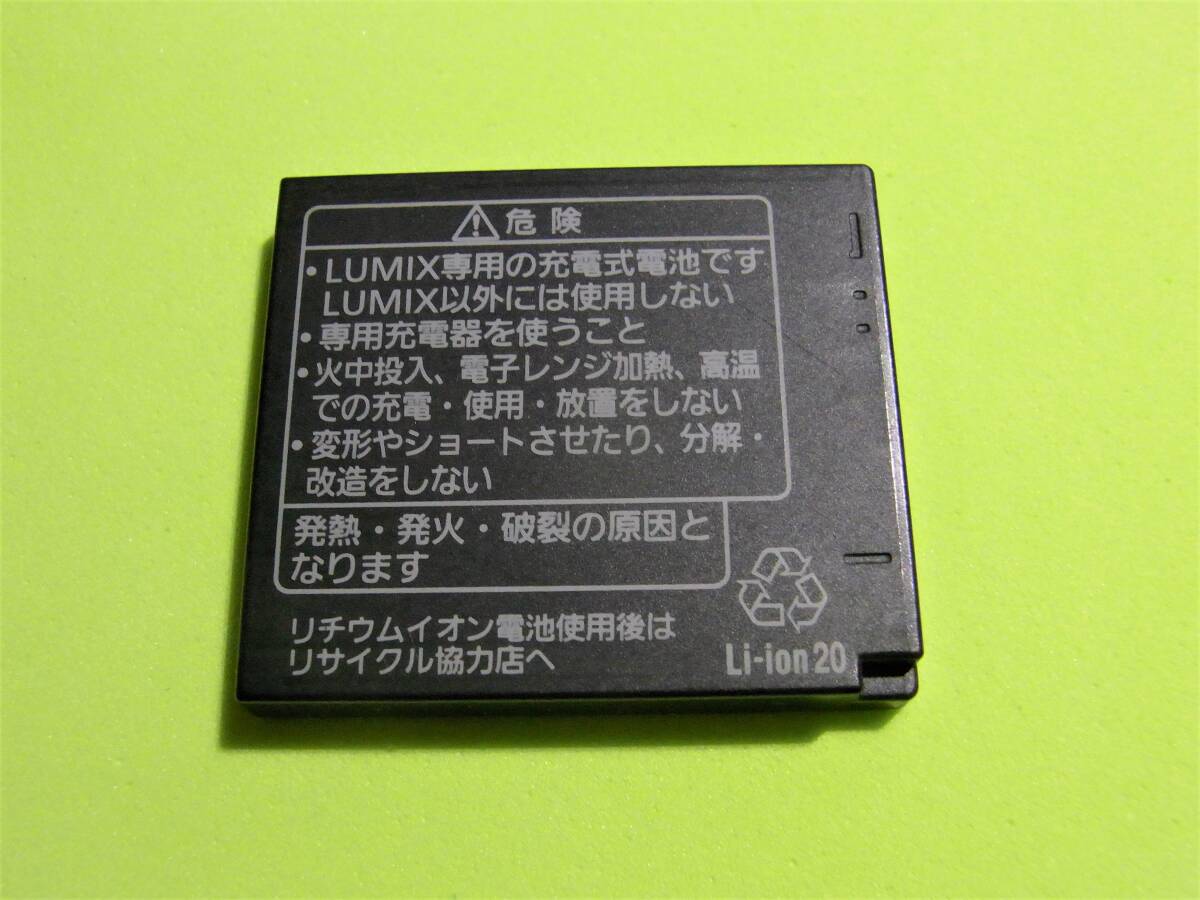 危険
・LUMIX専用の充電式電池です
LUMIX以外には使用しない
・専用充電器を使うこと
・火中投入、電子レンジ加熱、高温
での充電・使用・放置をしない
・変形やショートさせたり、分解・
改造をしない
発熱・発火・破裂の原因と
なります
リチウムイオン電池使用後は
リサイクル協力店へ
Li-ion20